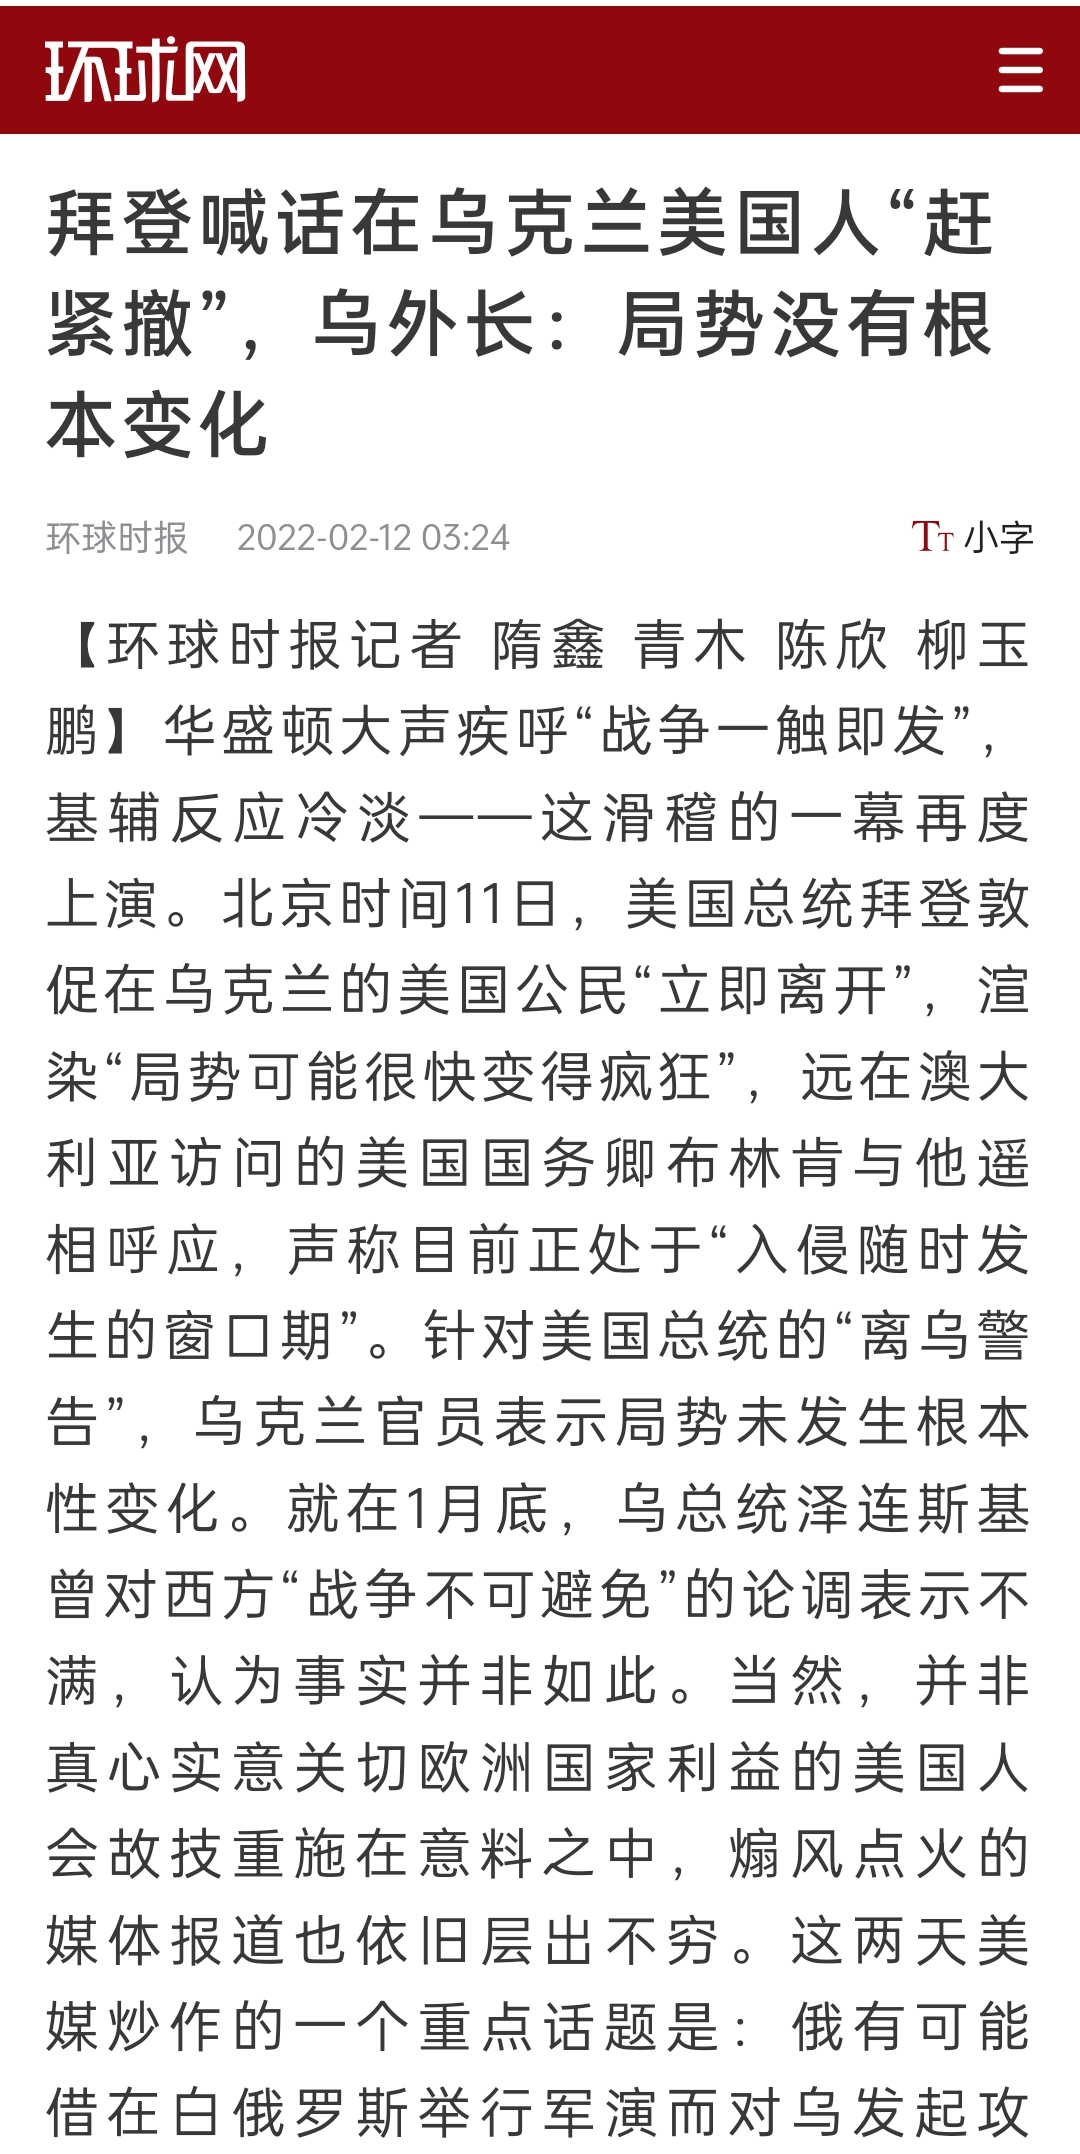 环球网
拜登喊话在乌克兰美国人“赶
紧撤”，乌外长：局势没有根
本变化
环球时报 2022-02-12 03:24 TT 小字
【环球时报记者 隋鑫 青木 陈欣 柳玉
鹏】华盛顿大声疾呼“战争一触即发”，
基辅反应冷淡——这滑稽的一幕再度
上演。北京时间11日，美国总统拜登敦
促在乌克兰的美国公民“立即离开”，渲
染“局势可能很快变得疯狂”，远在澳大
利亚访问的美国国务卿布林肯与他遥
相呼应，声称目前正处于“入侵随时发
生的窗口期”。针对美国总统的“离乌警
告”，乌克兰官员表示局势未发生根本
性变化。就在1月底，乌总统泽连斯基
曾对西方“战争不可避免”的论调表示不
满，认为事实并非如此。当然，并非
真心实意关切欧洲国家利益的美国人
会故技重施在意料之中，煽风点火的
媒体报道也依旧层出不穷。这两天美
媒炒作的一个重点话题是：俄有可能
借在白俄罗斯举行军演而对乌发起攻